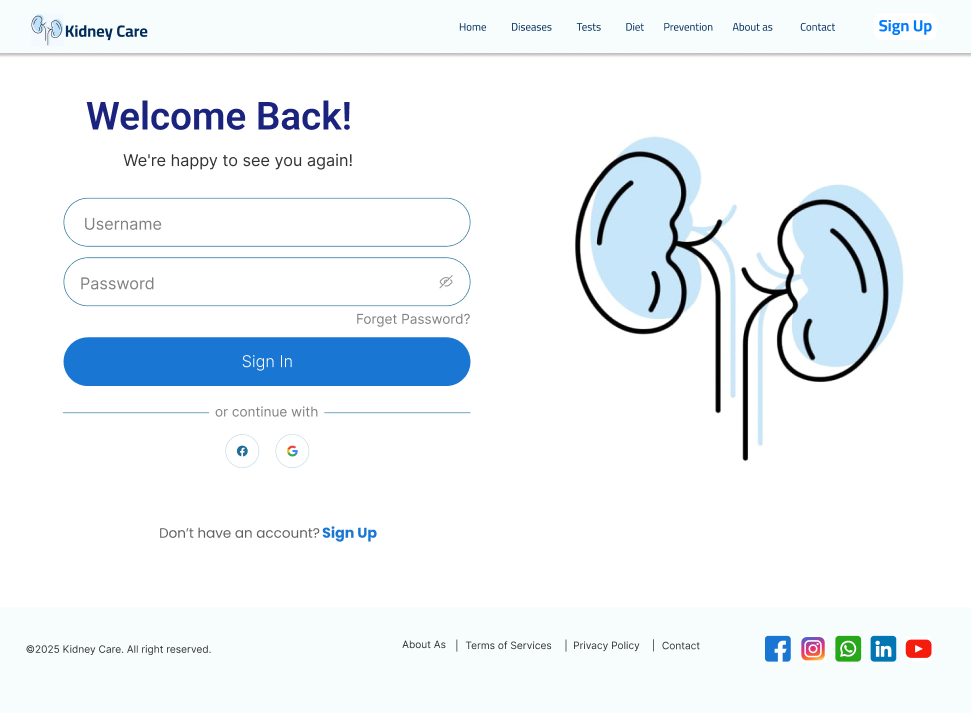 Kidney Care
Home Diseases Tests Diet Prevention About as Contact Sign Up
Welcome Back!
We're happy to see you again!
Username
Password
Forget Password?
Sign In
or continue with
Don't have an account? Sign Up
©2025 Kidney Care. All right reserved.
About As | Terms of Services | Privacy Policy | Contact